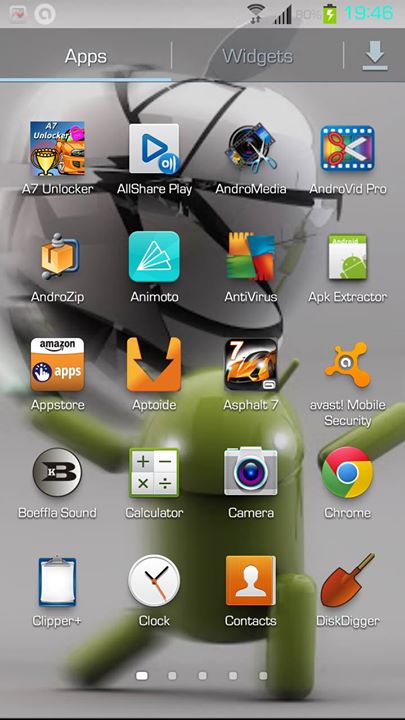 80% 19:46
Apps Widgets
A7 Unlocker AllShare Play AndroMedia AndroVid Pro
AndroZip Animoto AntiVirus Apk Extractor
Appstore Aptoide Asphalt 7 avast! Mobile
Security
Boeffla Sound Calculator Camera Chrome
Clipper+ Clock Contacts DiskDigger
A7
Unlocker
Android
amazon
apps
7
K B